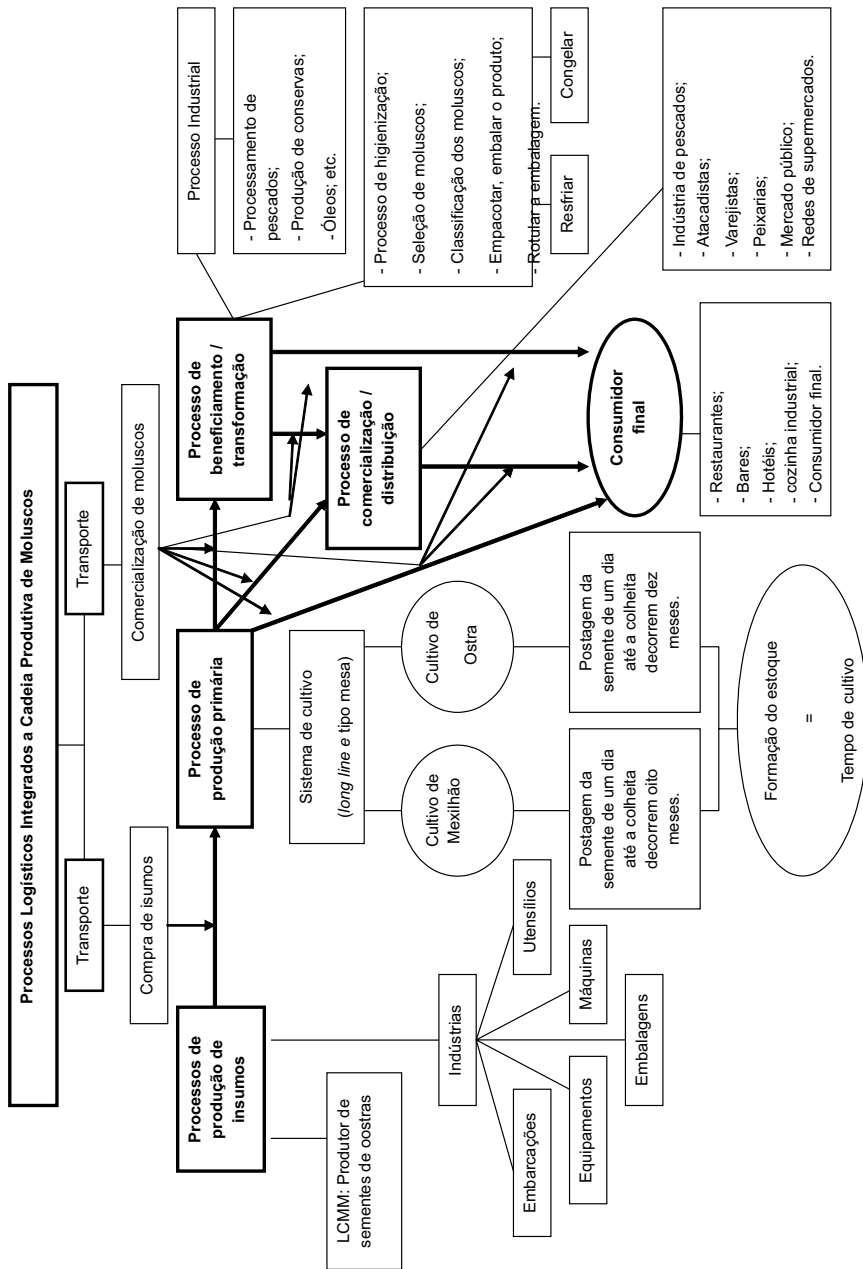 Processos Logísticos Integrados a Cadeia Produtiva de Moluscos
Transporte
Transporte
Compra de isumos
Comercialização de moluscos
Processos de
produção de
insumos
Processo de
produção primária
Processo de
beneficiamento /
transformação
Processo Industrial
- Processamento de
pescados;
- Produção de conservas;
- Óleos; etc.
Processo de
comercialização /
distribuição
- Processo de higienização;
- Seleção de moluscos;
- Classificação dos moluscos;
- Empacotar, embalar o produto;
- Rotular a embalagem.
Resfriar
Congelar
LCMM: Produtor de
sementes de oostras
Indústrias
Embarcações
Equipamentos
Embalagens
Máquinas
Utensílios
Sistema de cultivo
(long line e tipo mesa)
Cultivo de
Mexilhão
Cultivo de
Ostra
Postagem da
semente de um dia
até a colheita
decorrem oito
meses.
Postagem da
semente de um dia
até a colheita
decorrem dez
meses.
Formação do estoque
=
Tempo de cultivo
Consumidor
final
- Restaurantes;
- Bares;
- Hotéis;
- cozinha industrial;
- Consumidor final.
- Indústria de pescados;
- Atacadistas;
- Varejistas;
- Peixarias;
- Mercado público;
- Redes de supermercados.